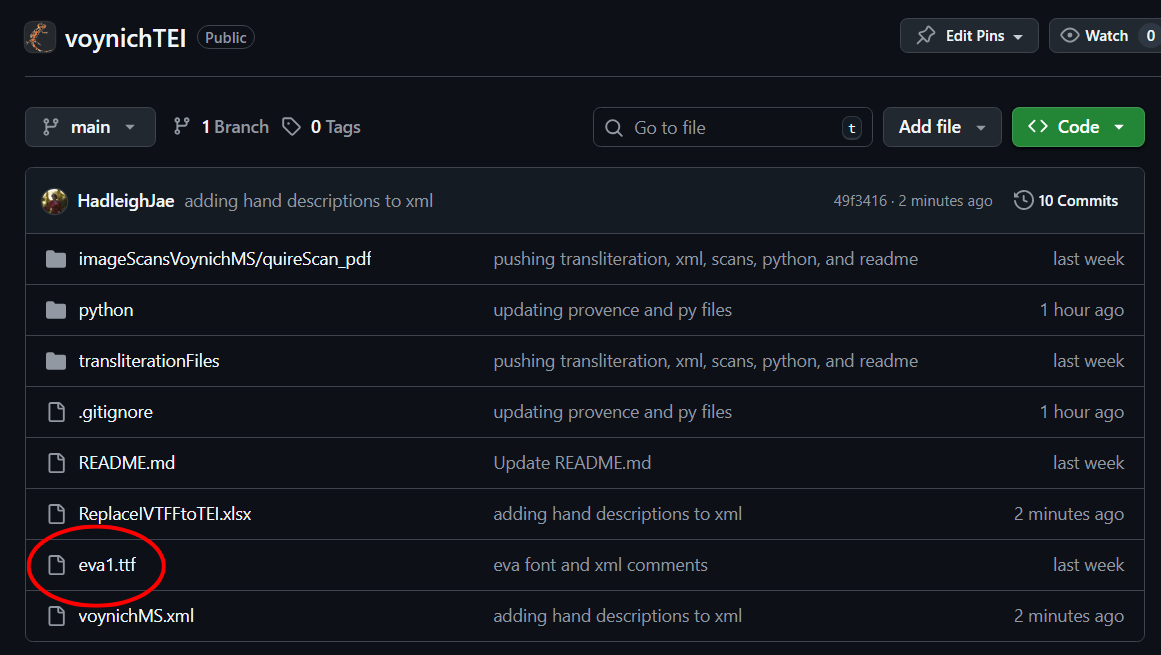 voynichTEI Public Edit Pins Watch 0
main 1 Branch 0 Tags Go to file t Add file Code
HadleighJae adding hand descriptions to xml 49f3416 · 2 minutes ago 10 Commits
imageScansVoynichMS/quireScan_pdf pushing transliteration, xml, scans, python, and readme last week
python updating provence and py files 1 hour ago
transliterationFiles pushing transliteration, xml, scans, python, and readme last week
.gitignore updating provence and py files 1 hour ago
README.md Update README.md last week
ReplaceIVTFFtoTEI.xlsx adding hand descriptions to xml 2 minutes ago
eva1.ttf eva font and xml comments last week
voynichMS.xml adding hand descriptions to xml 2 minutes ago